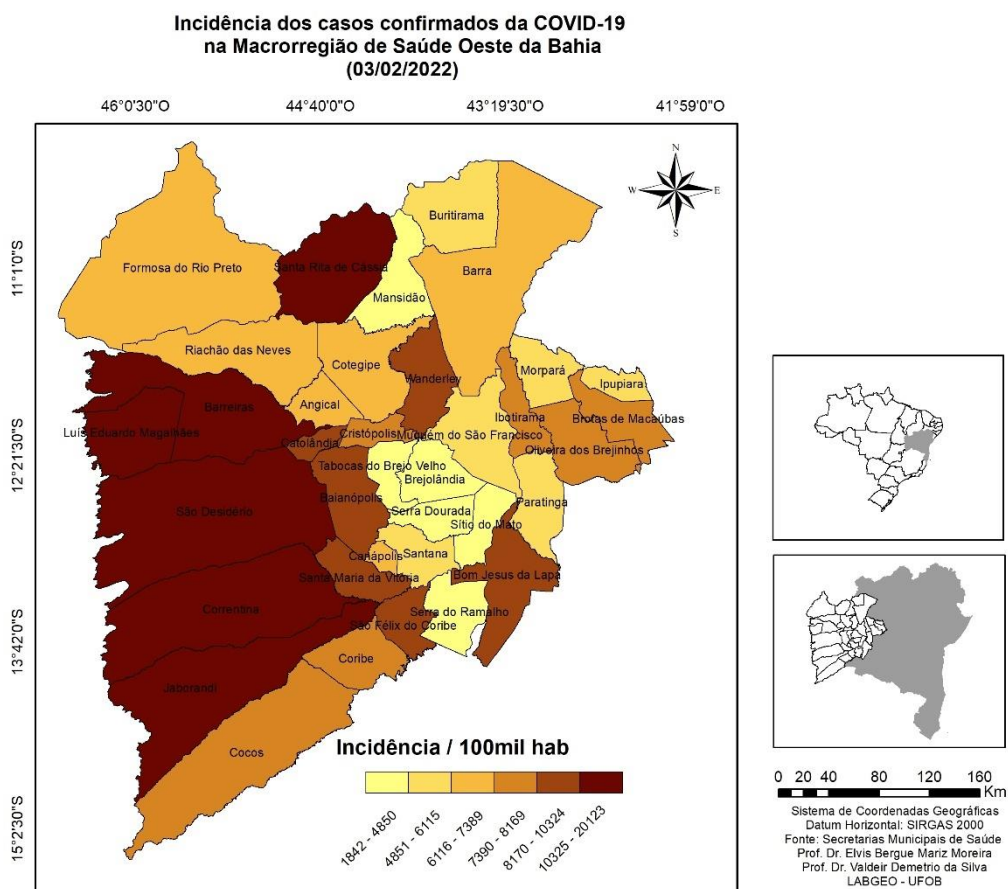 Incidência dos casos confirmados da COVID-19
na Macrorregião de Saúde Oeste da Bahia
(03/02/2022)
46°0'30"O 44°40'0"O 43°19'30"O 41°59'0"O
11°1'0"S
12°21'30"S
13°42'0"S
15°2'30"S
N
W E
S
Buritirama
Formosa do Rio Preto
Santa Rita de Cássia
Barra
Mansidão
Riachão das Neves
Cotegipe
Morpará
Wanderley
Ipupiara
Barreiras
Angical
Ibotirama
Brotas de Macaúbas
Luís Eduardo Magalhães
Catolândia
Cristópolis
Muquém do São Francisco
Oliveira dos Brejinhos
Tabocas do Brejo Velho
Brejolândia
Baianópolis
Paratinga
São Desidério
Serra Dourada
Sítio do Mato
Canápolis
Santana
Santa Maria da Vitória
Bom Jesus da Lapa
Correntina
Serra do Ramalho
São Félix do Coribe
Coribe
Jaborandi
Cocos
Incidência / 100mil hab
1842 - 4850
4851 - 6115
6116 - 7389
7390 - 8169
8170 - 10324
10325 - 20123
0 20 40 80 120 160
Km
Sistema de Coordenadas Geográficas
Datum Horizontal: SIRGAS 2000
Fonte: Secretarias Municipais de Saúde
Prof. Dr. Elvis Bergue Mariz Moreira
Prof. Dr. Valdeir Demetrio da Silva
LABGEO - UFOB